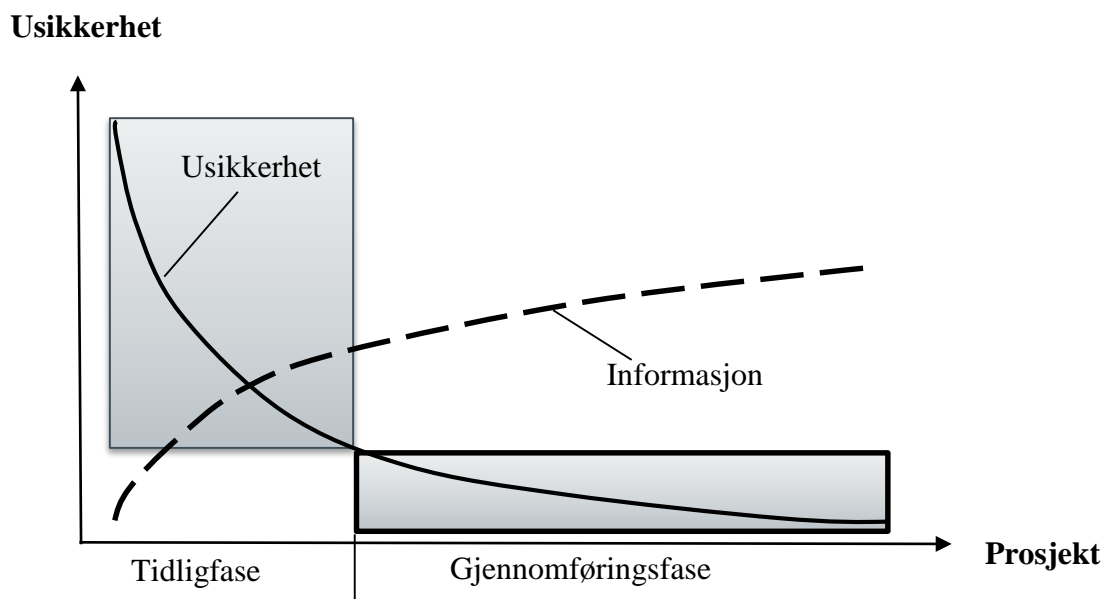 Usikkerhet
Usikkerhet
Informasjon
Prosjekt
Tidligfase
Gjennomføringsfase